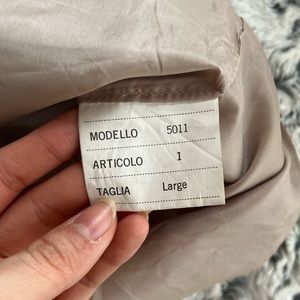 MODELLO 5011
ARTICOLO 1
TAGLIA Large